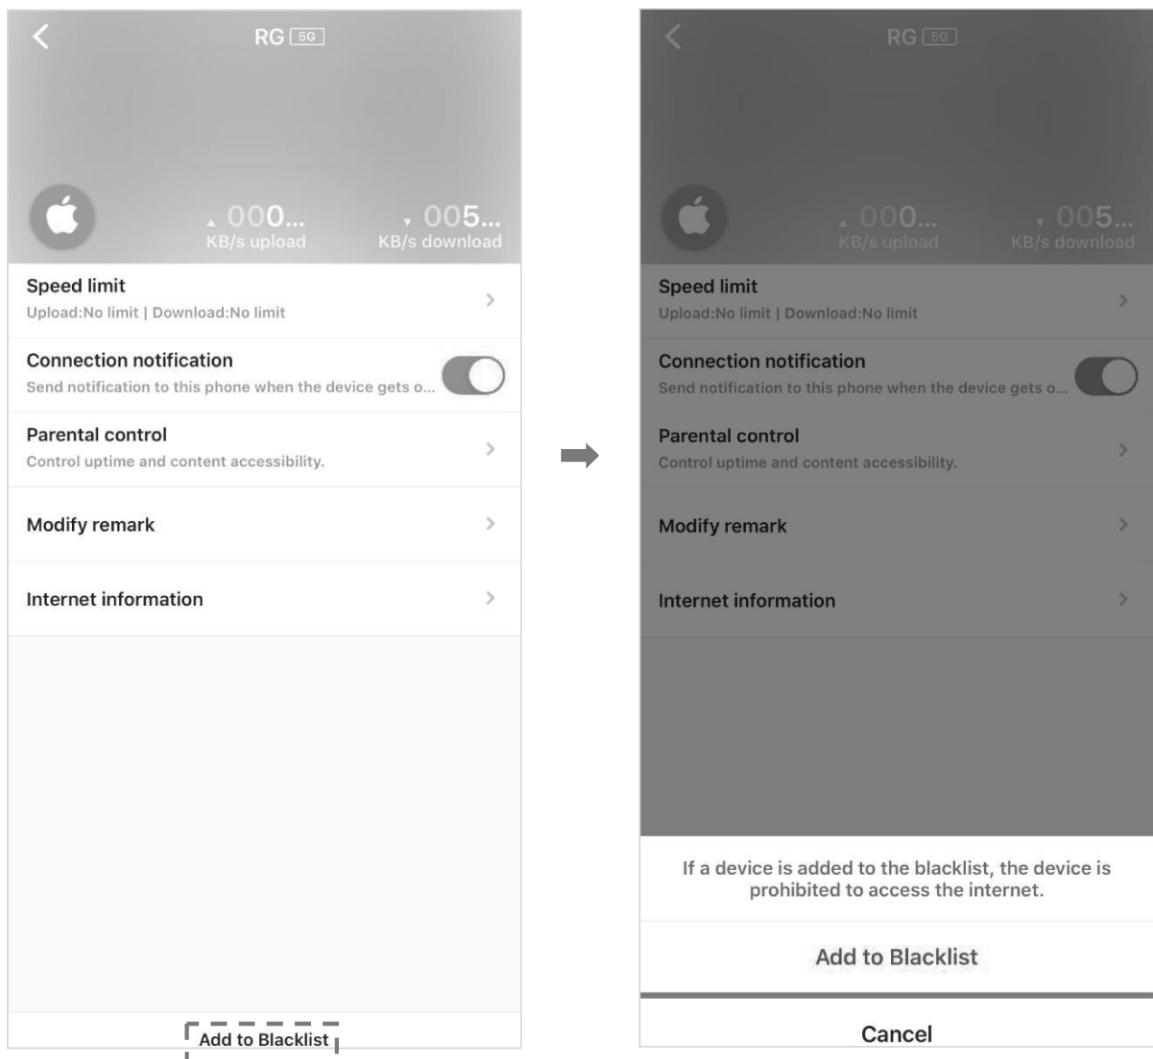 RG 5G
000... 005...
KB/s upload KB/s download
Speed limit
Upload:No limit | Download:No limit
Connection notification
Send notification to this phone when the device gets o...
Parental control
Control uptime and content accessibility.
Modify remark
Internet information
Add to Blacklist
RG 5G
000... 005...
KB/s upload KB/s download
Speed limit
Upload:No limit | Download:No limit
Connection notification
Send notification to this phone when the device gets o...
Parental control
Control uptime and content accessibility.
Modify remark
Internet information
If a device is added to the blacklist, the device is
prohibited to access the internet.
Add to Blacklist
Cancel